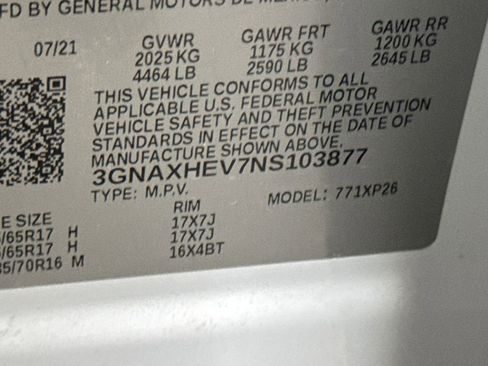 FD BY GENERAL MOTORS DE
07/21 GVWR GAWR FRT GAWR RR
2025 KG 1175 KG 1200 KG
4464 LB 2590 LB 2645 LB
THIS VEHICLE CONFORMS TO ALL
APPLICABLE U.S. FEDERAL MOTOR
VEHICLE SAFETY AND THEFT PREVENTION
STANDARDS IN EFFECT ON THE DATE OF
MANUFACTURE SHOWN ABOVE.
3GNAXHEV7NS103877
TYPE: M.P.V. MODEL: 771XP26
E SIZE RIM
/65R17 H 17X7J
/65R17 H 17X7J
35/70R16 M 16X4BT